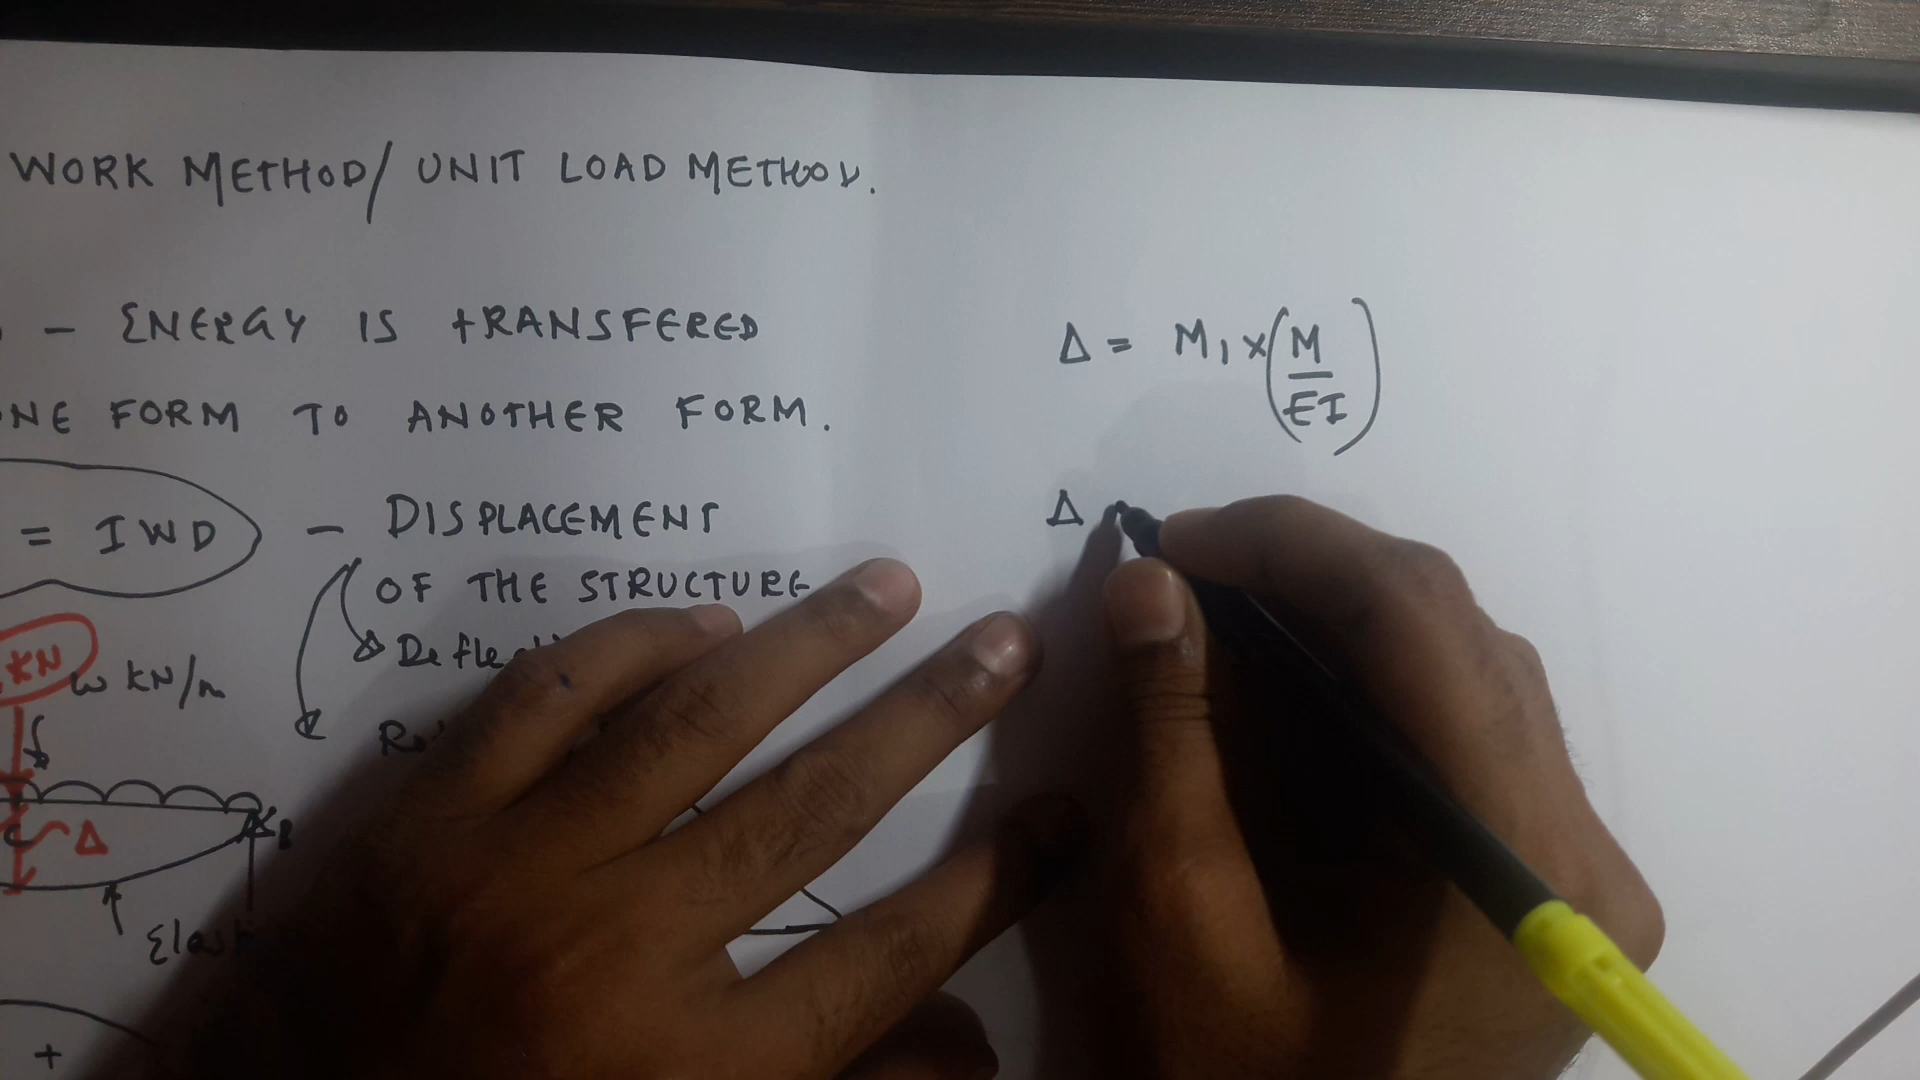 WORK METHOD/ UNIT LOAD METHOD.
- ENERGY IS TRANSFERED
NE FORM TO ANOTHER FORM.
= IWD - DISPLACEMENT
OF THE STRUCTURE
KN
w KN/m
C Δ
B
+
Δ = M1 × (M/EI)
Δ